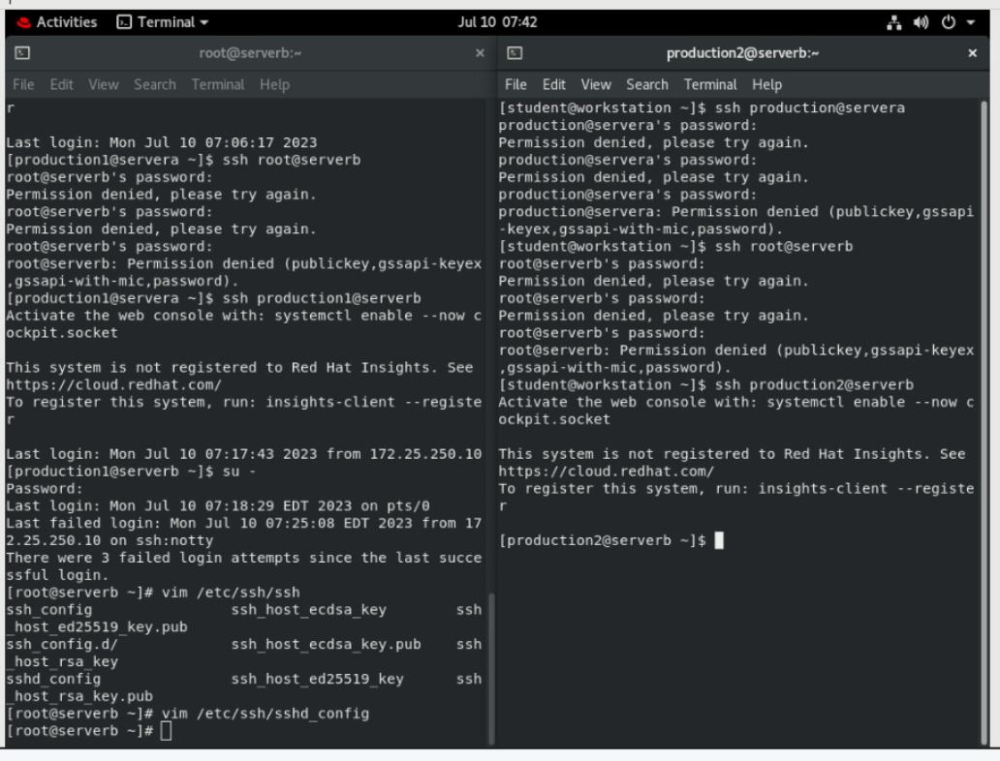 Activities Terminal Jul 10 07:42
root@serverb:~ ×
File Edit View Search Terminal Help
r
Last login: Mon Jul 10 07:06:17 2023
[production1@servera ~]$ ssh root@serverb
root@serverb's password:
Permission denied, please try again.
root@serverb's password:
Permission denied, please try again.
root@serverb's password:
root@serverb: Permission denied (publickey,gssapi-keyex
,gssapi-with-mic,password).
[production1@servera ~]$ ssh production1@serverb
Activate the web console with: systemctl enable --now c
ockpit.socket
This system is not registered to Red Hat Insights. See
https://cloud.redhat.com/
To register this system, run: insights-client --registe
r
Last login: Mon Jul 10 07:17:43 2023 from 172.25.250.10
[production1@serverb ~]$ su -
Password:
Last login: Mon Jul 10 07:18:29 EDT 2023 on pts/0
Last failed login: Mon Jul 10 07:25:08 EDT 2023 from 17
2.25.250.10 on ssh:notty
There were 3 failed login attempts since the last succe
ssful login.
[root@serverb ~]# vim /etc/ssh/ssh
ssh_config ssh_host_ecdsa_key ssh
_host_ed25519_key.pub
ssh_config.d/ ssh_host_ecdsa_key.pub ssh
_host_rsa_key
sshd_config ssh_host_ed25519_key ssh
_host_rsa_key.pub
[root@serverb ~]# vim /etc/ssh/sshd_config
[root@serverb ~]#
production2@serverb:~ ×
File Edit View Search Terminal Help
[student@workstation ~]$ ssh production@servera
production@servera's password:
Permission denied, please try again.
production@servera's password:
Permission denied, please try again.
production@servera's password:
production@servera: Permission denied (publickey,gssapi
-keyex,gssapi-with-mic,password).
[student@workstation ~]$ ssh root@serverb
root@serverb's password:
Permission denied, please try again.
root@serverb's password:
Permission denied, please try again.
root@serverb's password:
root@serverb: Permission denied (publickey,gssapi-keyex
,gssapi-with-mic,password).
[student@workstation ~]$ ssh production2@serverb
Activate the web console with: systemctl enable --now c
ockpit.socket
This system is not registered to Red Hat Insights. See
https://cloud.redhat.com/
To register this system, run: insights-client --registe
r
[production2@serverb ~]$